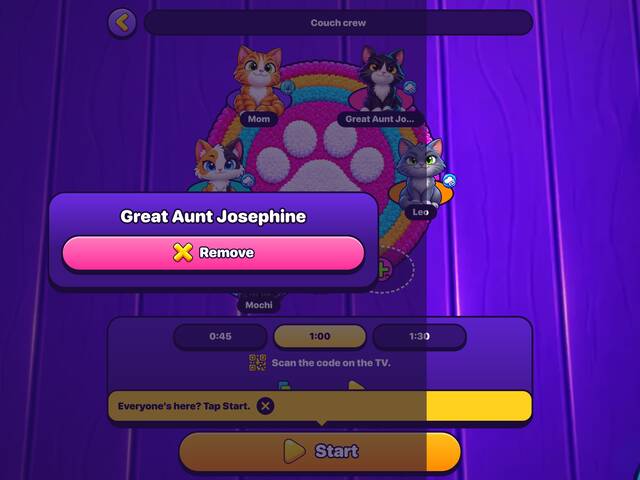 Couch crew
Mom
Great Aunt Jo...
Leo
Great Aunt Josephine
Remove
Mochi
0:45
1:00
1:30
Scan the code on the TV.
Everyone's here? Tap Start.
Start